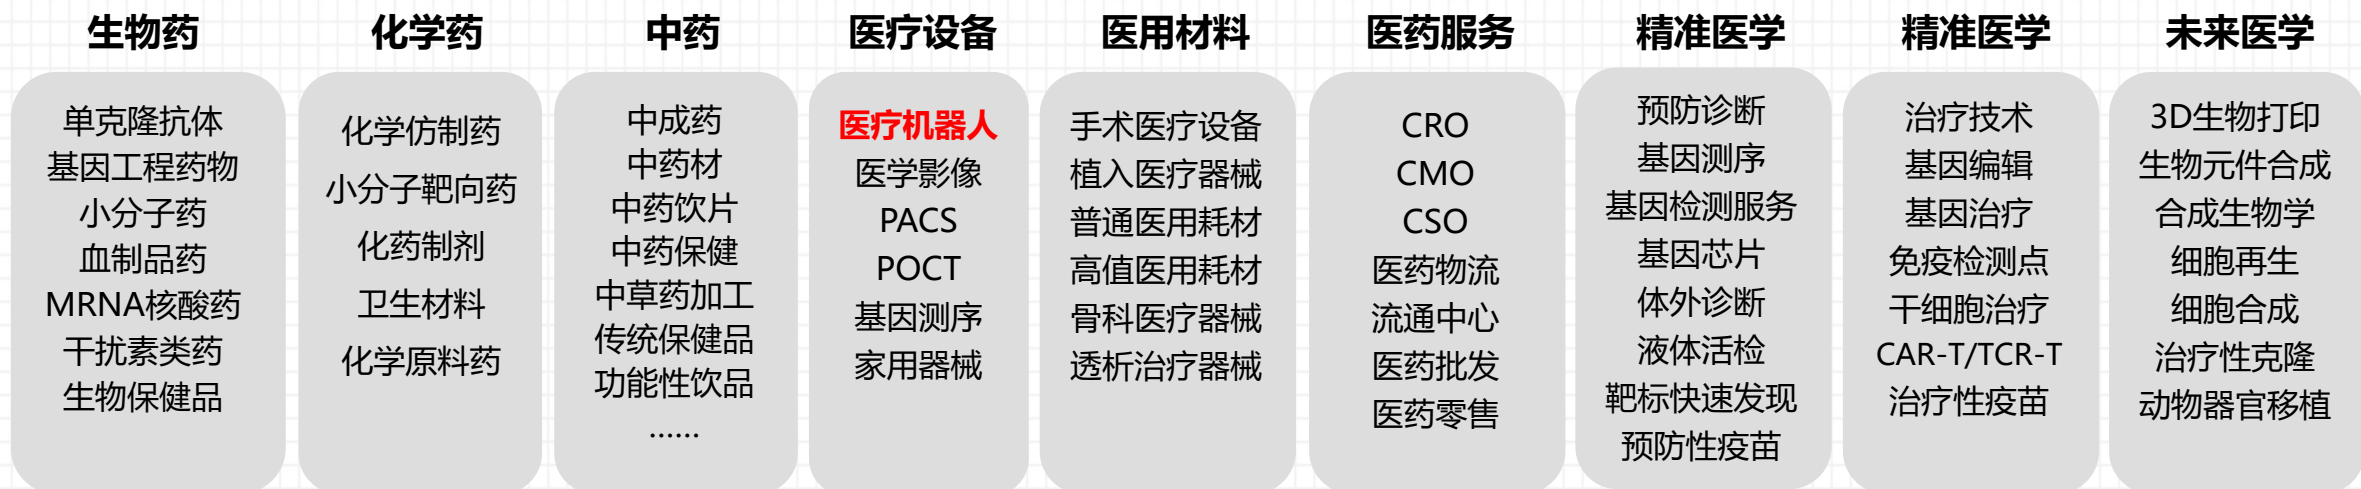 生物药
单克隆抗体
基因工程药物
小分子药
血制品药
MRNA核酸药
干扰素类药
生物保健品
化学药
化学仿制药
小分子靶向药
化药制剂
卫生材料
化学原料药
中药
中成药
中药材
中药饮片
中药保健
中草药加工
传统保健品
功能性饮品
......
医疗设备
医疗机器人
医学影像
PACS
POCT
基因测序
家用器械
医用材料
手术医疗设备
植入医疗器械
普通医用耗材
高值医用耗材
骨科医疗器械
透析治疗器械
医药服务
CRO
CMO
CSO
医药物流
流通中心
医药批发
医药零售
精准医学
预防诊断
基因测序
基因检测服务
基因芯片
体外诊断
液体活检
靶标快速发现
预防性疫苗
精准医学
治疗技术
基因编辑
基因治疗
免疫检测点
干细胞治疗
CAR-T/TCR-T
治疗性疫苗
未来医学
3D生物打印
生物元件合成
合成生物学
细胞再生
细胞合成
治疗性克隆
动物器官移植